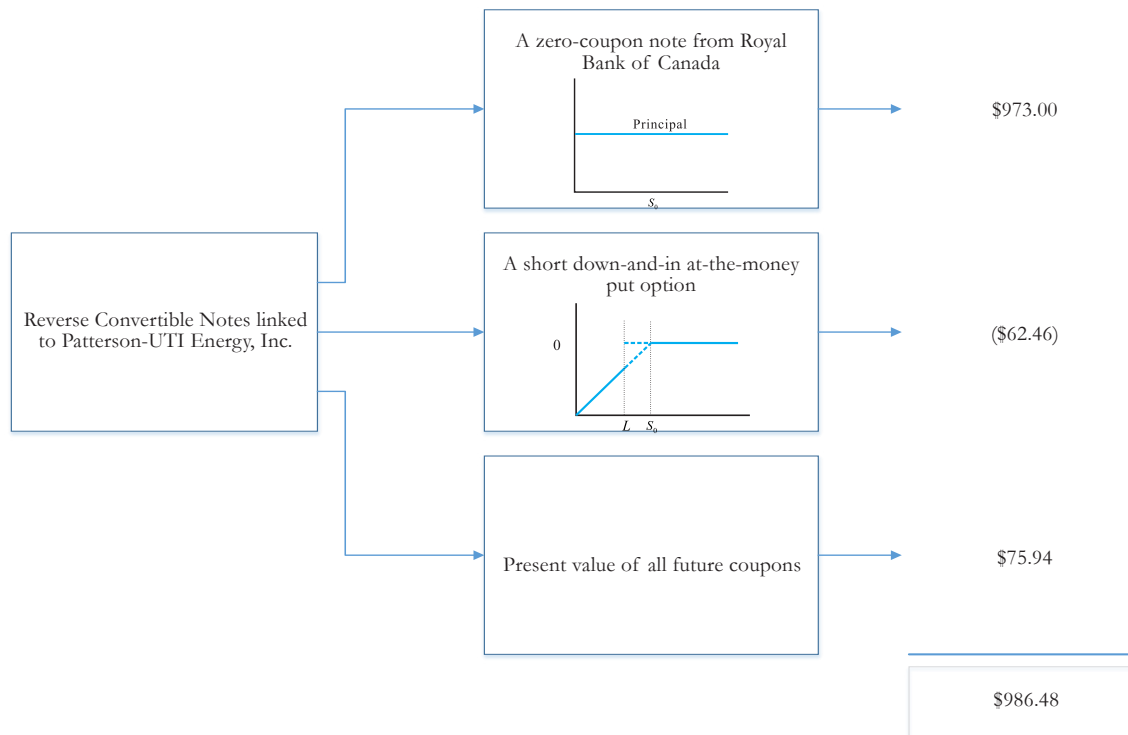 A zero-coupon note from Royal
Bank of Canada
Principal
S₀
$973.00
Reverse Convertible Notes linked
to Patterson-UTI Energy, Inc.
A short down-and-in at-the-money
put option
0
L S₀
($62.46)
Present value of all future coupons
$75.94
$986.48